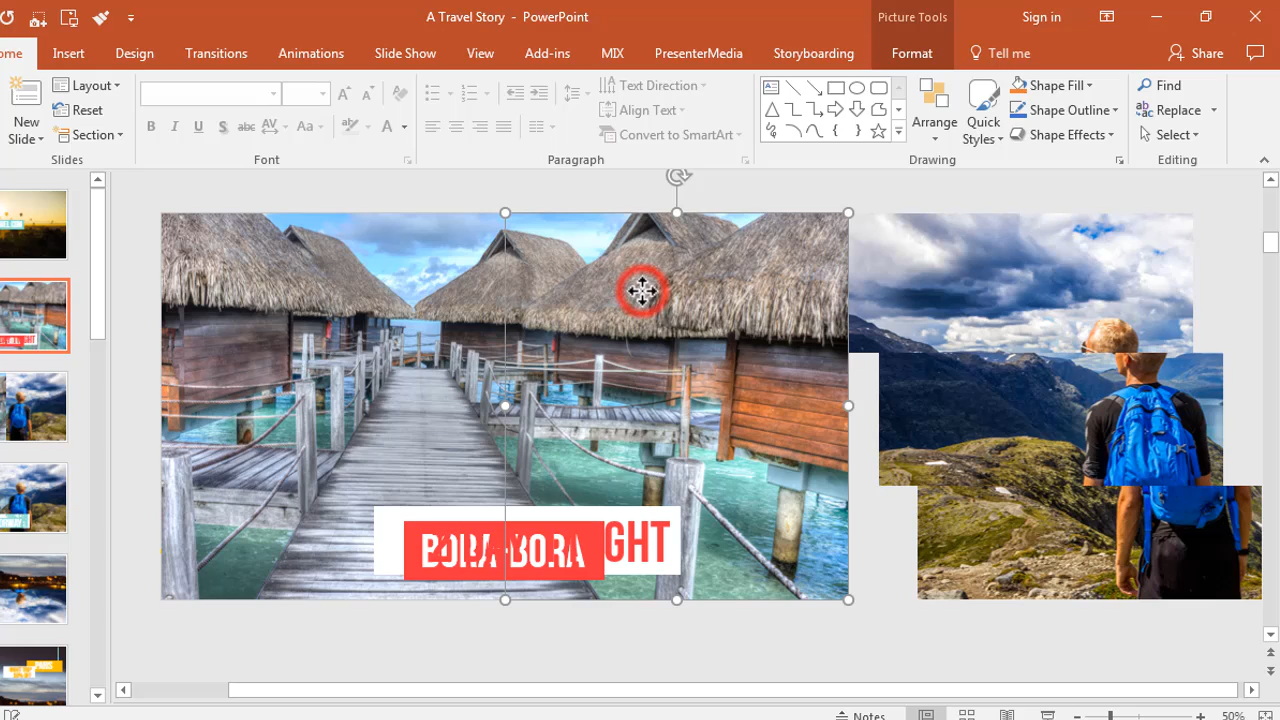 A Travel Story - PowerPoint
Picture Tools
Sign in
Insert
Design
Transitions
Animations
Slide Show
View
Add-ins
MIX
PresenterMedia
Storyboarding
Format
Tell me
Share
New
Slide
Layout
Reset
Section
Slides
B I U S abc AV Aa A
Font
Text Direction
Align Text
Convert to SmartArt
Paragraph
Arrange
Quick
Styles
Shape Fill
Shape Outline
Shape Effects
Drawing
Find
Replace
Select
Editing
BORA BORA
GHT
Notes
50%